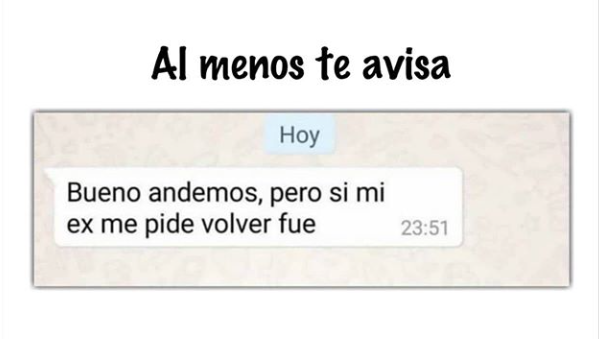 Al menos te avisa
Hoy
Bueno andemos, pero si mi
ex me pide volver fue
23:51